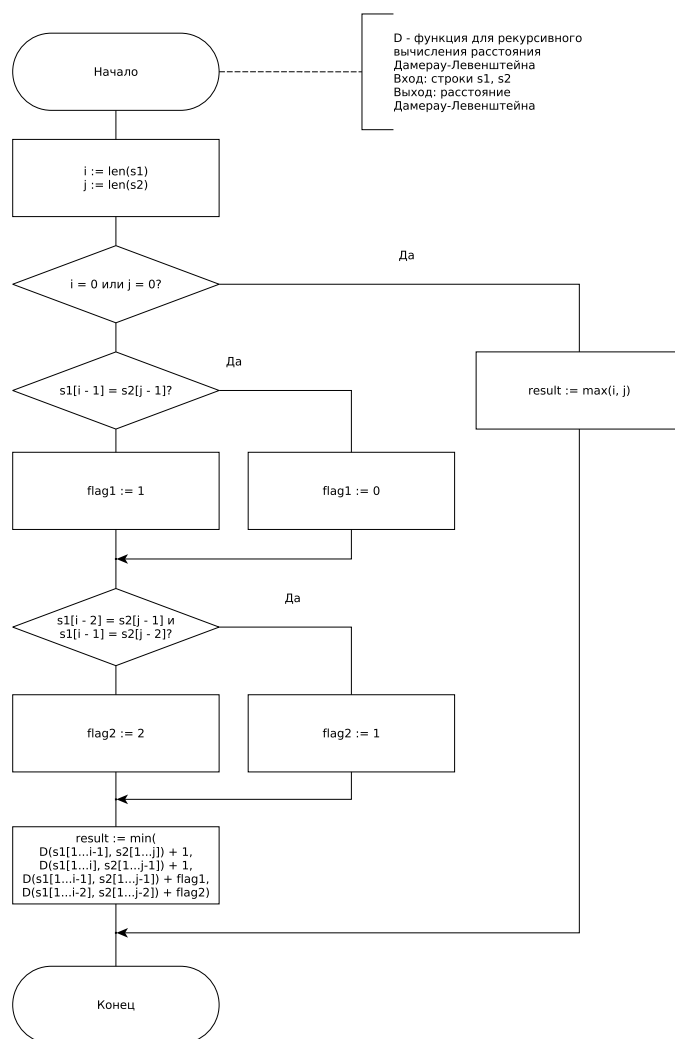 Начало
D - функция для рекурсивного
вычисления расстояния
Дамерау-Левенштейна
Вход: строки s1, s2
Выход: расстояние
Дамерау-Левенштейна
i := len(s1)
j := len(s2)
i = 0 или j = 0?
Да
s1[i - 1] = s2[j - 1]?
Да
result := max(i, j)
flag1 := 1
flag1 := 0
s1[i - 2] = s2[j - 1] и
s1[i - 1] = s2[j - 2]?
Да
flag2 := 2
flag2 := 1
result := min(
D(s1[1...i-1], s2[1...j]) + 1,
D(s1[1...i], s2[1...j-1]) + 1,
D(s1[1...i-1], s2[1...j-1]) + flag1,
D(s1[1...i-2], s2[1...j-2]) + flag2)
Конец